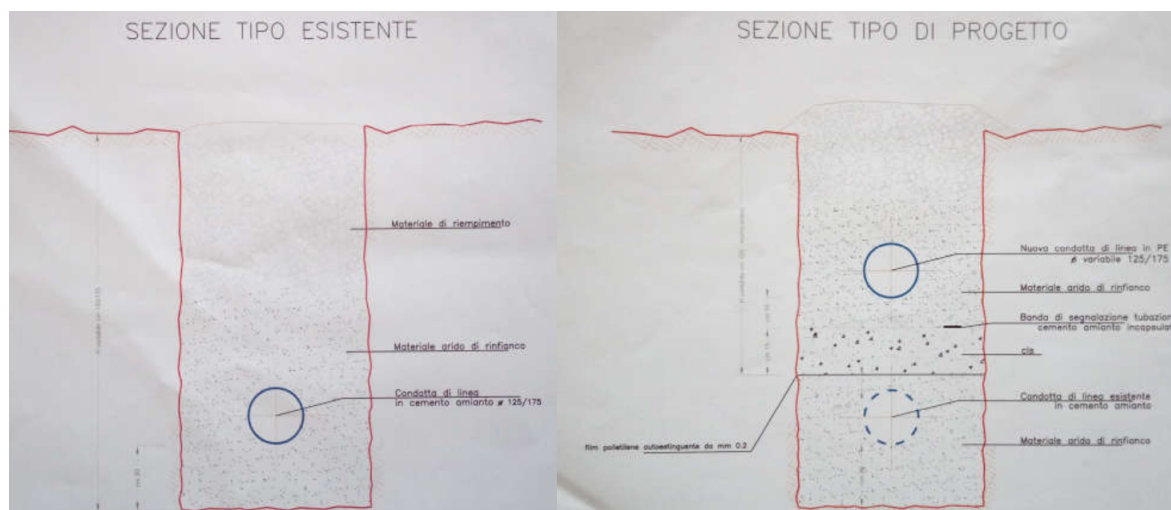 SEZIONE TIPO ESISTENTE
Materiale di riempimento
Materiale arido di rinfianco
Condotta di linea
in cemento amianto ø 125/175
SEZIONE TIPO DI PROGETTO
Nuova condotta di linea in PE
ø variabile 125/175
Materiale arido di rinfianco
Banda di segnalazione tubazion
cemento amianto incapsulat
cls
Condotta di linea esistente
in cemento amianto
Materiale arido di rinfianco
film polietilene autoestinguente da mm 0.2